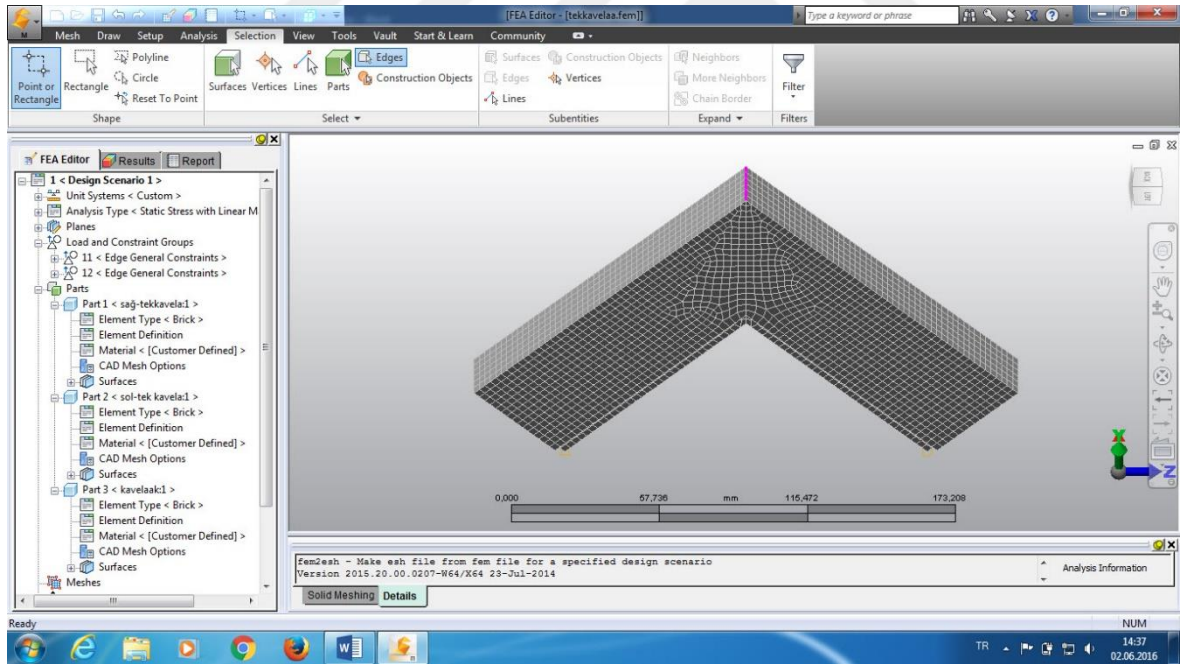 [FEA Editor - [tekkavelaa.fem]]
Type a keyword or phrase
M Mesh Draw Setup Analysis Selection View Tools Vault Start & Learn Community
Point or Rectangle
Rectangle
Polyline
Circle
Reset To Point
Shape
Surfaces Vertices Lines Parts
Edges
Construction Objects
Select
Surfaces Construction Objects
Edges Vertices
Lines
Subentities
Neighbors
More Neighbors
Chain Border
Expand
Filter
Filters
FEA Editor Results Report
1 < Design Scenario 1 >
Unit Systems < Custom >
Analysis Type < Static Stress with Linear M
Planes
Load and Constraint Groups
11 < Edge General Constraints >
12 < Edge General Constraints >
Parts
Part 1 < sağ-tekkavela:1 >
Element Type < Brick >
Element Definition
Material < [Customer Defined] >
CAD Mesh Options
Surfaces
Part 2 < sol-tek kavela:1 >
Element Type < Brick >
Element Definition
Material < [Customer Defined] >
CAD Mesh Options
Surfaces
Part 3 < kavelaak:1 >
Element Type < Brick >
Element Definition
Material < [Customer Defined] >
CAD Mesh Options
Surfaces
Meshes
X
Z
0,000 57,736 mm 115,472 173,208
fem2esh - Make esh file from fem file for a specified design scenario
Version 2015.20.00.0207-W64/X64 23-Jul-2014
Analysis Information
Solid Meshing Details
Ready
NUM
TR
14:37
02.06.2016